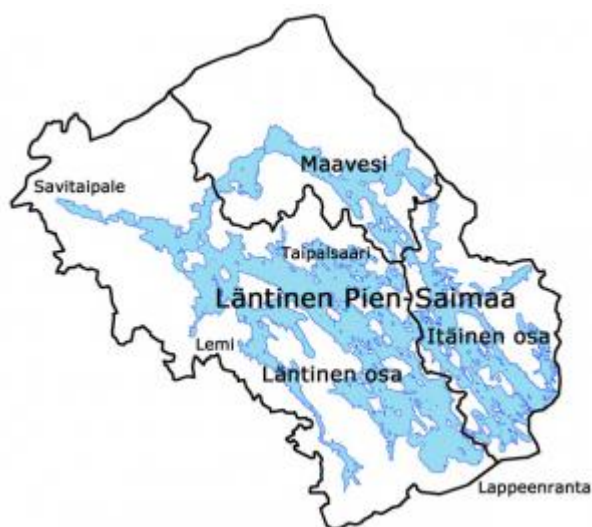 Maavesi
Savitaipale
Taipalsaari
Läntinen Pien-Saimaa
Itäinen osa
Lemi
Läntinen osa
Lappeenranta